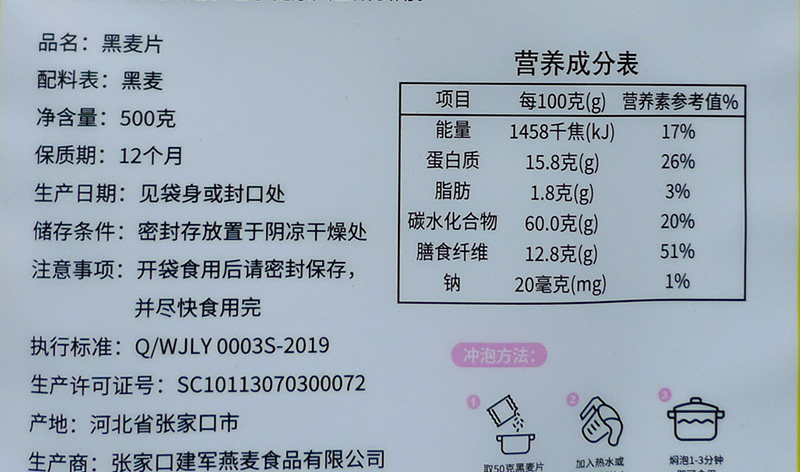 品名：黑麦片
配料表：黑麦
净含量：500克
保质期：12个月
生产日期：见袋身或封口处
储存条件：密封存放置于阴凉干燥处
注意事项：开袋食用后请密封保存，
并尽快食用完
执行标准：Q/WJLY 0003S-2019
生产许可证号：SC10113070300072
产地：河北省张家口市
生产商：张家口建军燕麦食品有限公司
营养成分表
项目 每100克(g) 营养素参考值%
能量 1458千焦(kJ) 17%
蛋白质 15.8克(g) 26%
脂肪 1.8克(g) 3%
碳水化合物 60.0克(g) 20%
膳食纤维 12.8克(g) 51%
钠 20毫克(mg) 1%
冲泡方法：
1 2 3
取50克黑麦片 加入热水或 焖泡1-3分钟